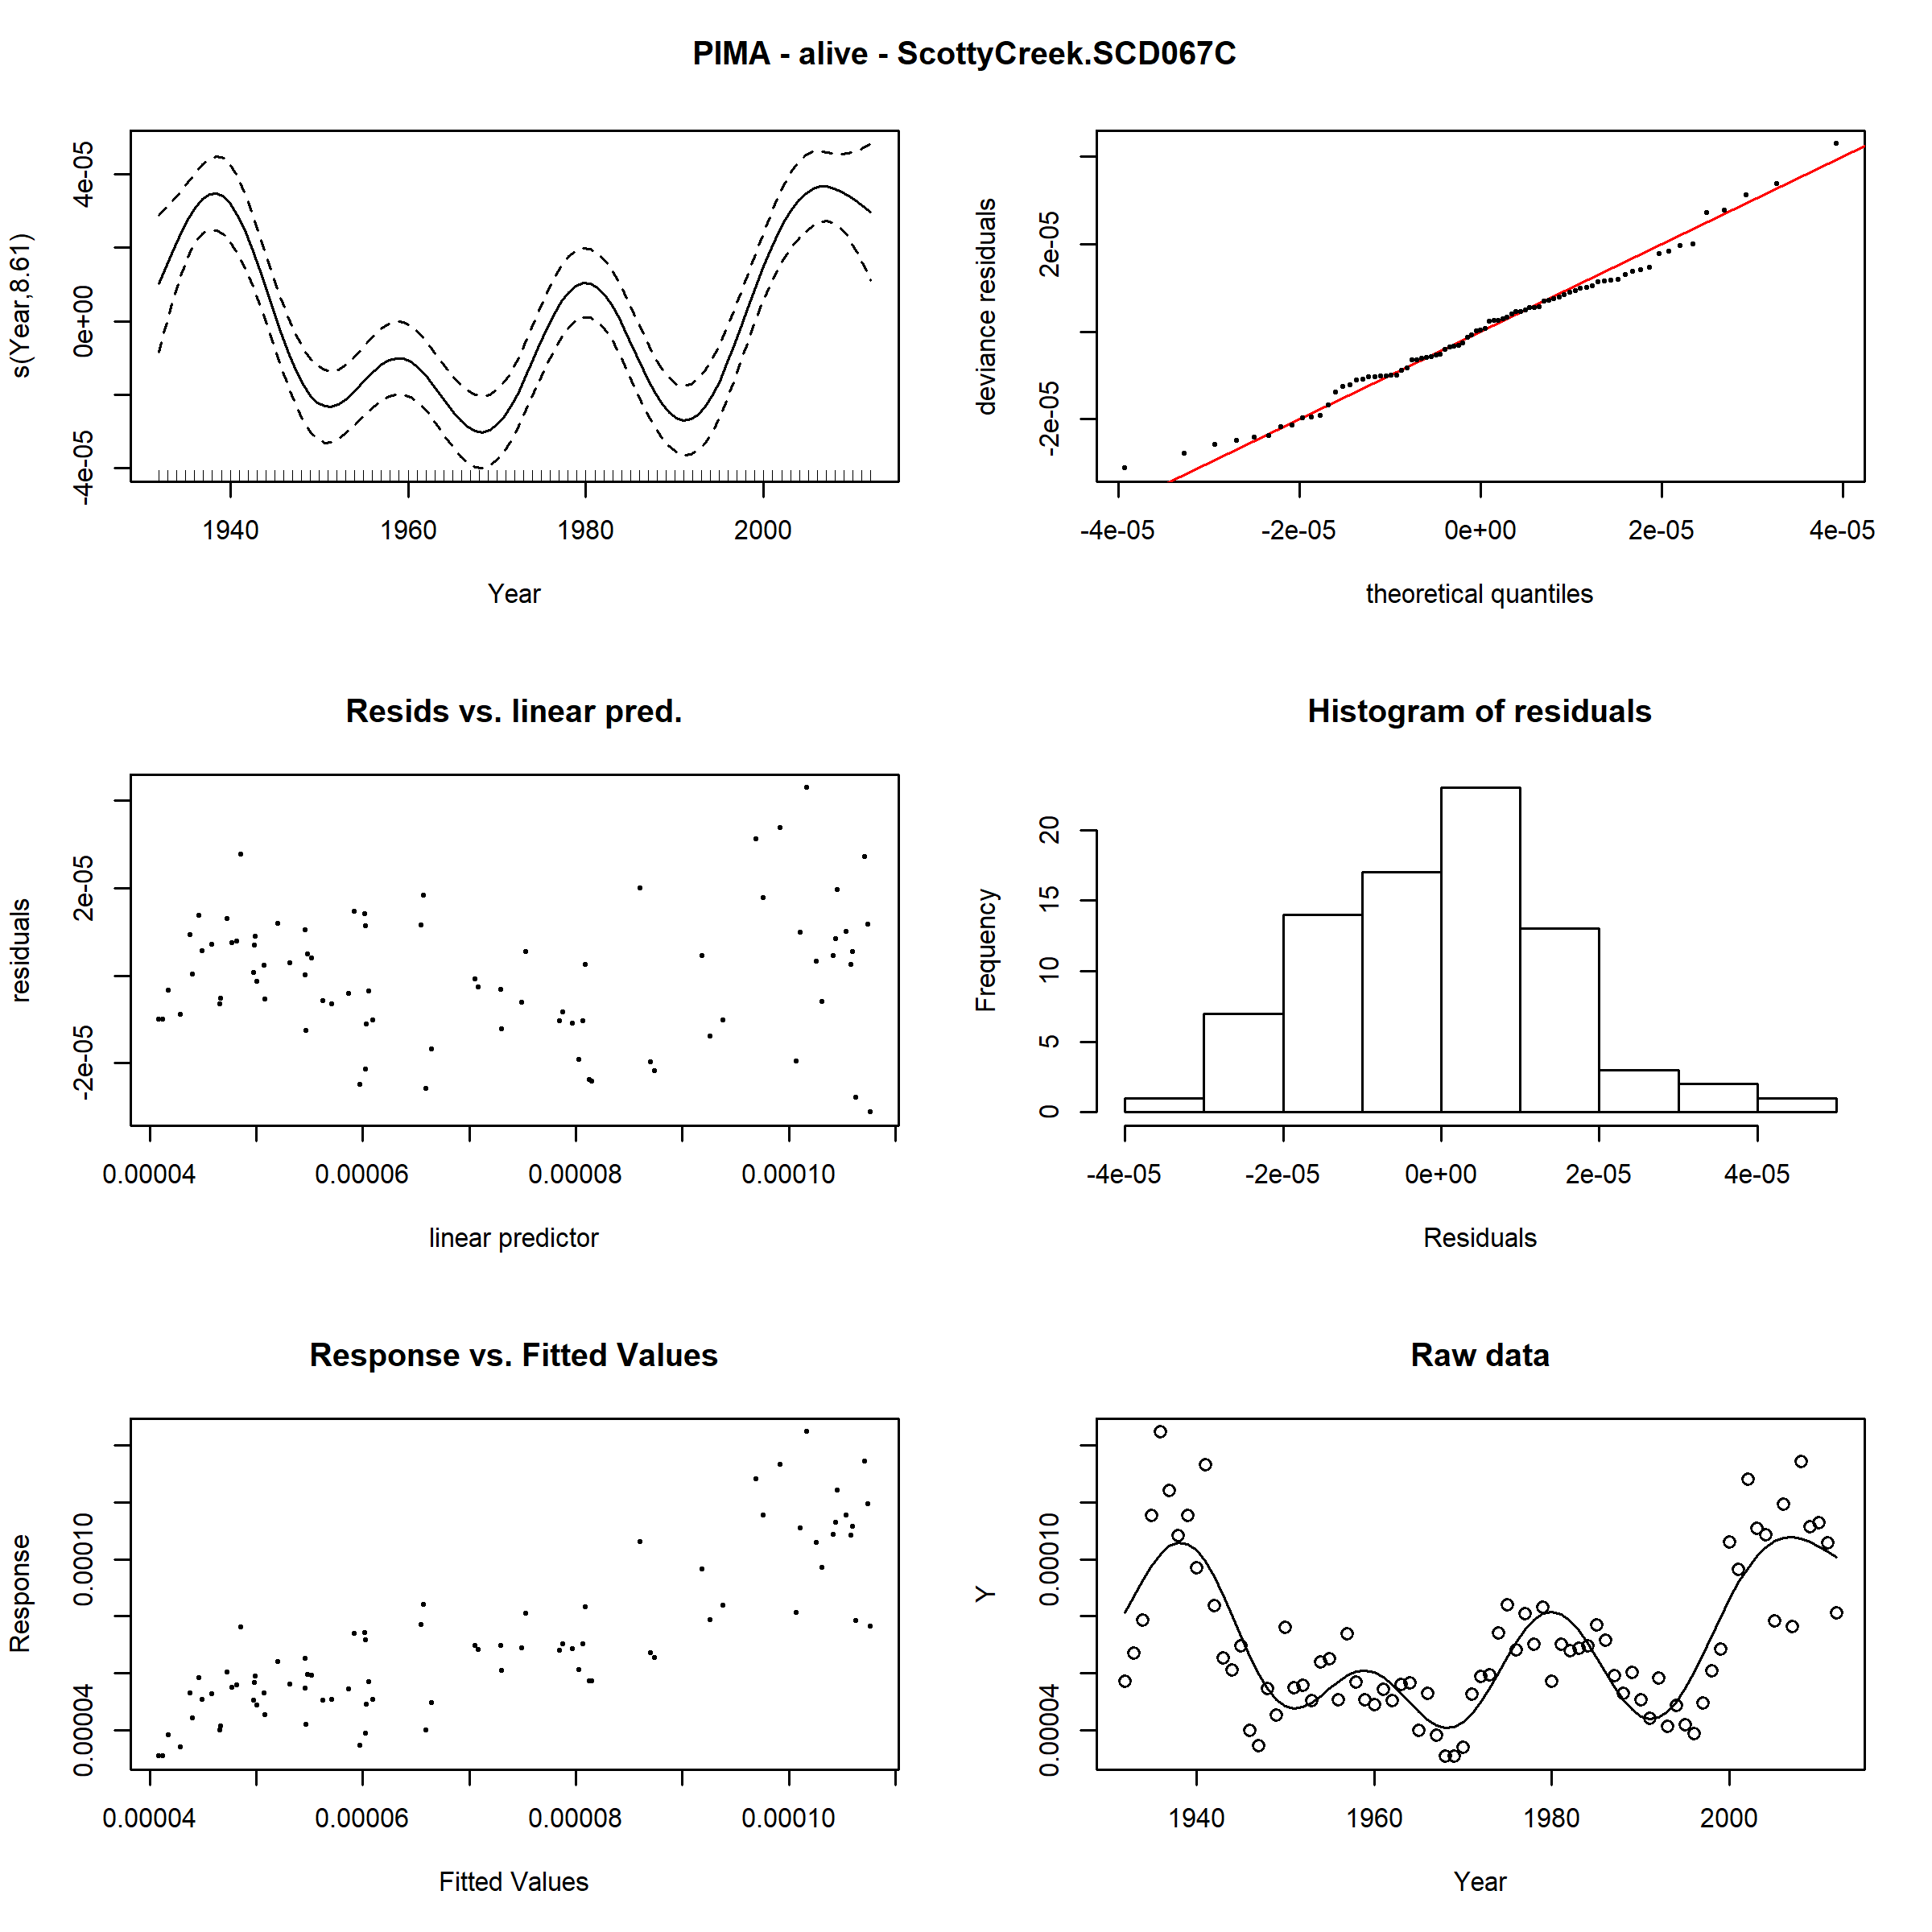 PIMA - alive - ScottyCreek.SCD067C
s(Year,8.61)
-4e-05 0e+00 4e-05
1940 1960 1980 2000
Year
deviance residuals
-2e-05 2e-05
-4e-05 -2e-05 0e+00 2e-05 4e-05
theoretical quantiles
Resids vs. linear pred.
residuals
-2e-05 2e-05
0.00004 0.00006 0.00008 0.00010
linear predictor
Histogram of residuals
Frequency
0 5 10 15 20
-4e-05 -2e-05 0e+00 2e-05 4e-05
Residuals
Response vs. Fitted Values
Response
0.00004 0.00010
0.00004 0.00006 0.00008 0.00010
Fitted Values
Raw data
Y
0.00004 0.00010
1940 1960 1980 2000
Year